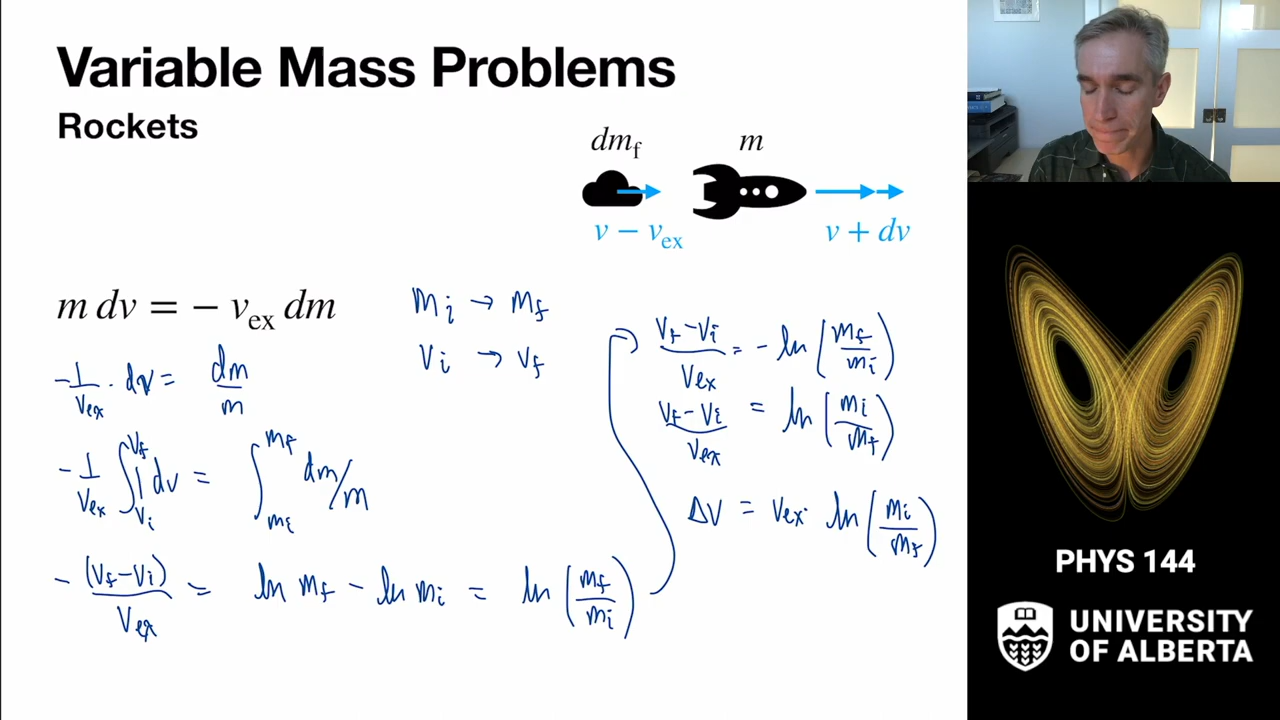 Variable Mass Problems
Rockets
dm_f m
v − v_ex v + dv
m dv = − v_ex dm
m_i → m_f
v_i → v_f
-1/v_ex · dv = dm/m
-1/v_ex ∫_{v_i}^{v_f} 1 dv = ∫_{m_i}^{m_f} dm/m
-(v_f - v_i)/v_ex = ln m_f - ln m_i = ln(m_f/m_i)
(v_f - v_i)/v_ex = - ln(m_f/m_i)
(v_f - v_i)/v_ex = ln(m_i/m_f)
Δv = v_ex · ln(m_i/m_f)
PHYS 144
UNIVERSITY
OF ALBERTA